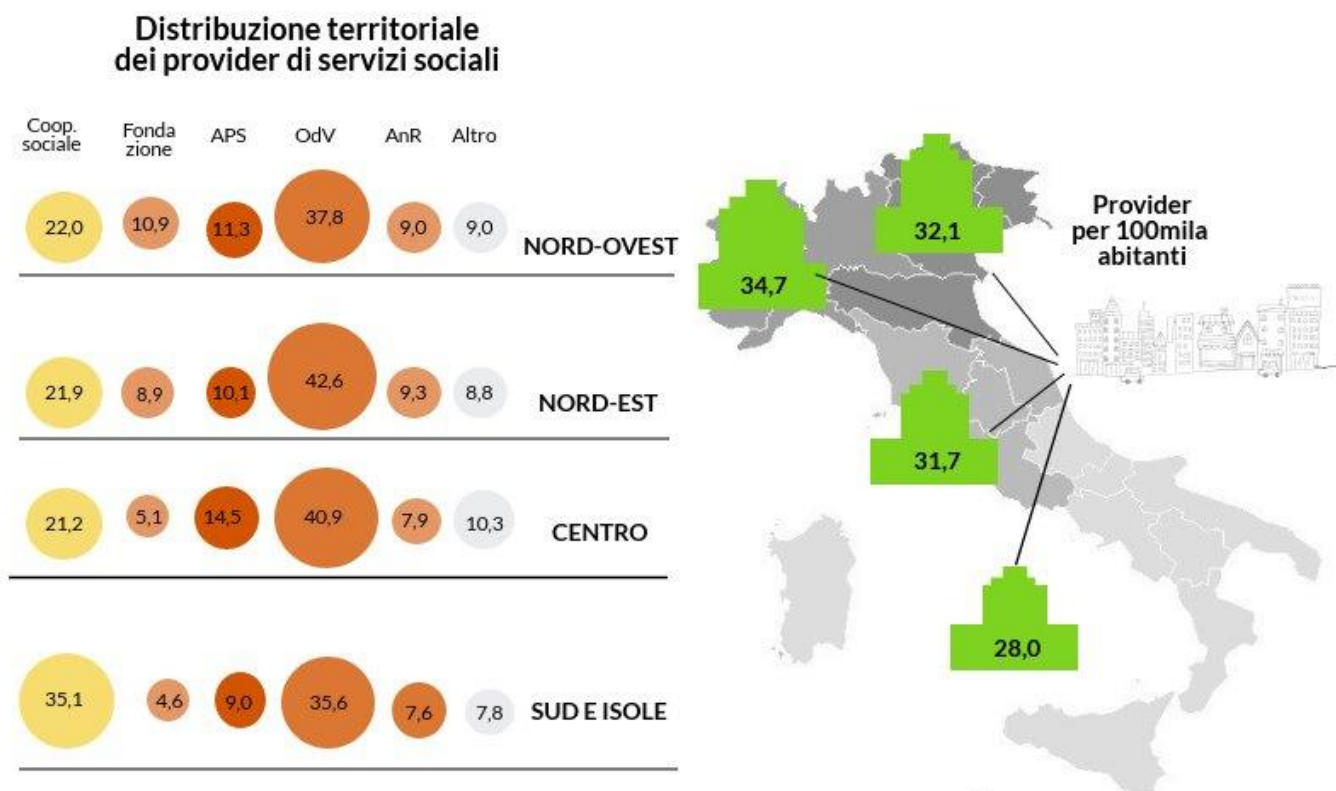 Distribuzione territoriale
dei provider di servizi sociali
Coop.
sociale
Fonda
zione
APS
OdV
AnR
Altro
22,0
10,9
11,3
37,8
9,0
9,0
NORD-OVEST
21,9
8,9
10,1
42,6
9,3
8,8
NORD-EST
21,2
5,1
14,5
40,9
7,9
10,3
CENTRO
35,1
4,6
9,0
35,6
7,6
7,8
SUD E ISOLE
Provider
per 100mila
abitanti
32,1
34,7
31,7
28,0